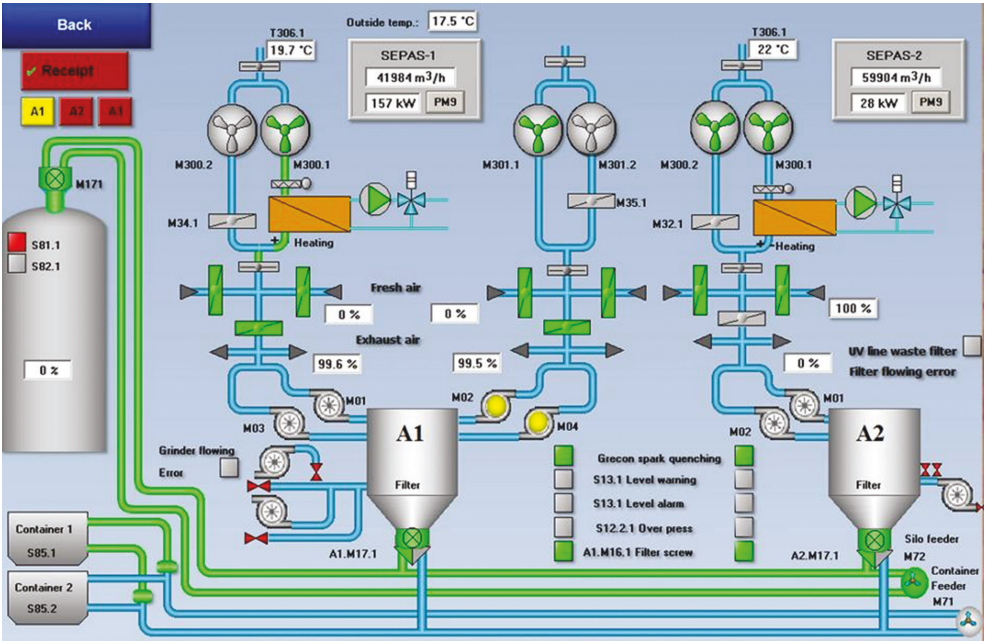 Back
Outside temp.: 17.5 °C
✓ Receipt
A1 A2 A3
T306.1
19.7 °C
SEPAS-1
41984 m³/h
157 kW PM9
T306.1
22 °C
SEPAS-2
59904 m³/h
28 kW PM9
M171
M300.2 M300.1 M301.1 M301.2 M300.2 M300.1
M34.1
M35.1
M32.1
+ Heating
+ -Heating
S81.1
S82.1
Fresh air
0 % 0 %
100 %
Exhaust air
99.6 % 99.5 %
0 %
0 %
UV line waste filter
Filter flowing error
M01
M02
M01
M03
M04
M02
A1
A2
Grinder flowing
Error
Filter
Filter
Grecon spark quenching
S13.1 Level warning
S13.1 Level alarm
S12.2.1 Over press
A1.M16.1 Filter screw
A1.M17.1
A2.M17.1
Silo feeder
M72
Container
Feeder
M71
Container 1
S85.1
Container 2
S85.2